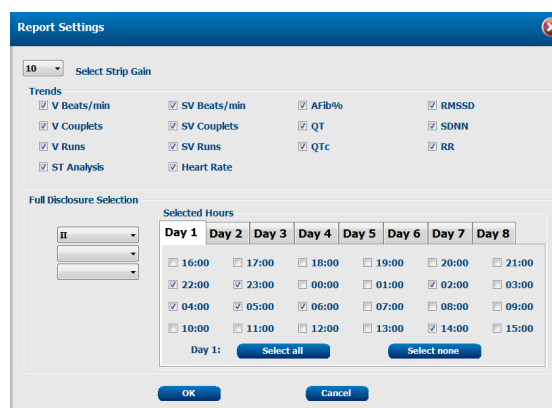 Report Settings
10 Select Strip Gain
Trends
V Beats/min SV Beats/min AFib% RMSSD
V Couplets SV Couplets QT SDNN
V Runs SV Runs QTc RR
ST Analysis Heart Rate
Full Disclosure Selection
Selected Hours
II Day 1 Day 2 Day 3 Day 4 Day 5 Day 6 Day 7 Day 8
16:00 17:00 18:00 19:00 20:00 21:00
22:00 23:00 00:00 01:00 02:00 03:00
04:00 05:00 06:00 07:00 08:00 09:00
10:00 11:00 12:00 13:00 14:00 15:00
Day 1: Select all Select none
OK Cancel